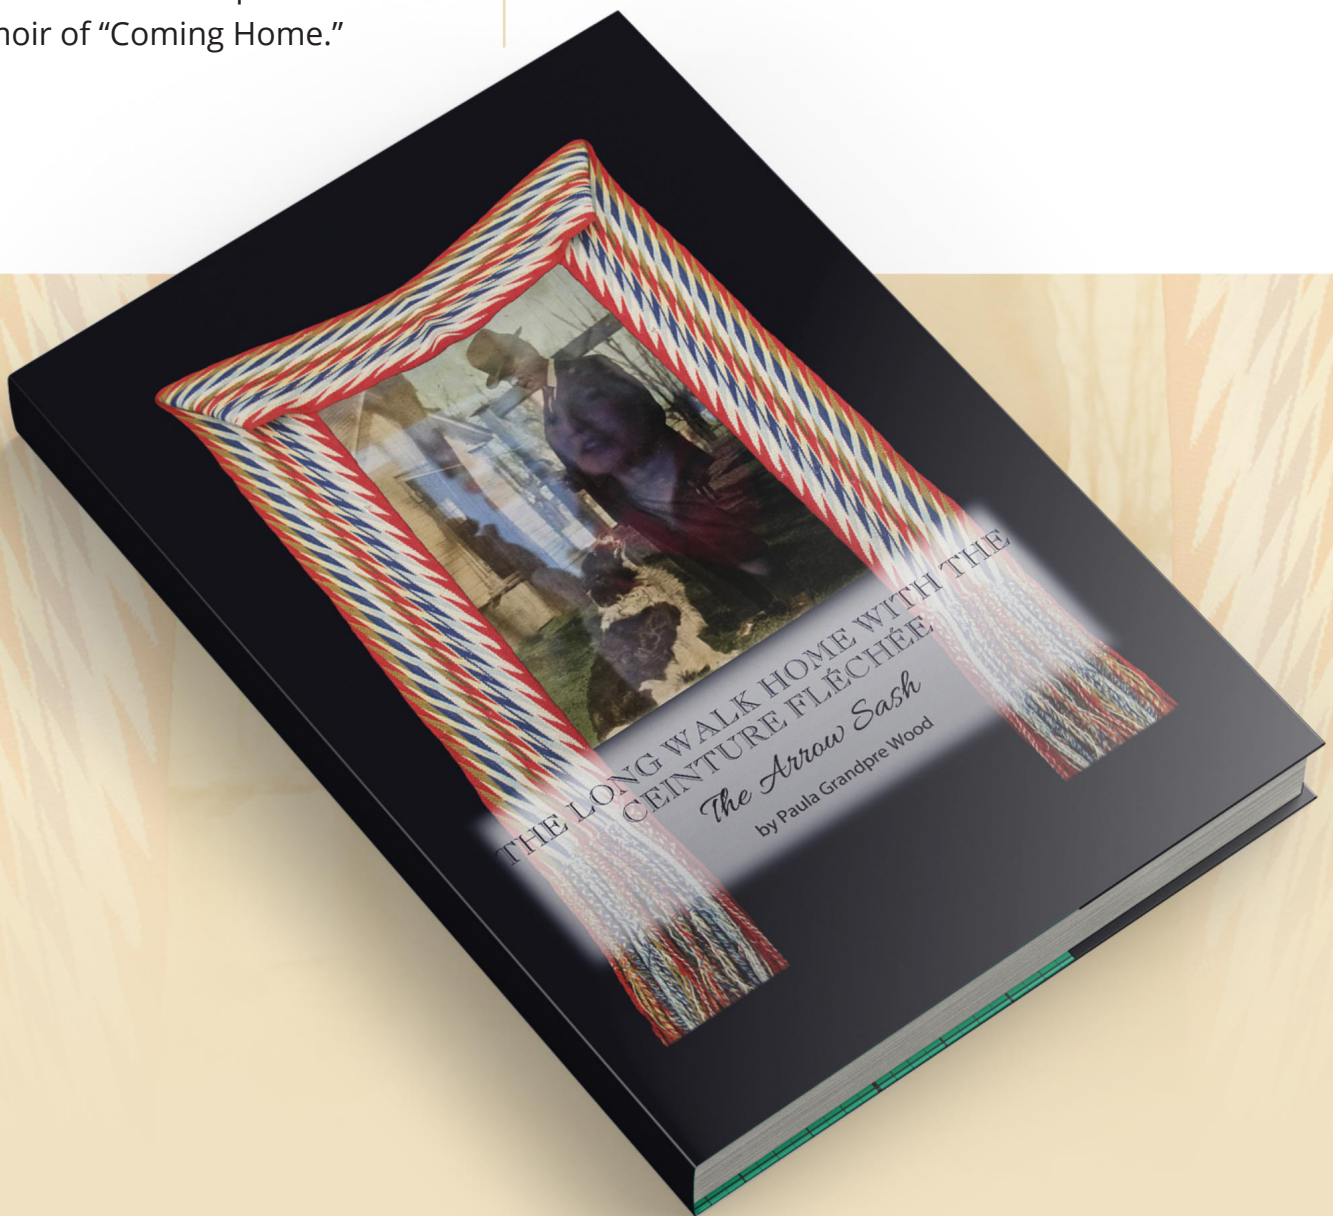 moir of “Coming Home.”
THE LONG WALK HOME WITH THE
CEINTURE FLÉCHÉE
The Arrow Sash
by Paula Grandpre Wood